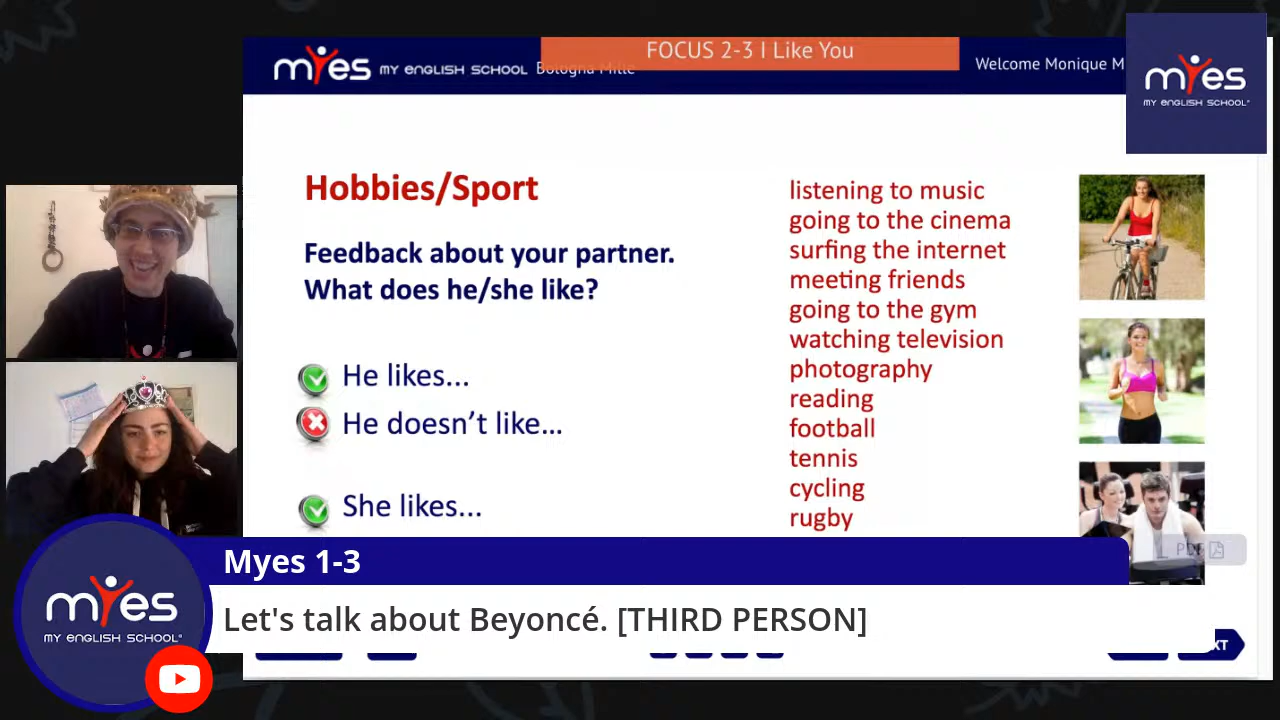 myes MY ENGLISH SCHOOL
FOCUS 2-3 I Like You
Bologna Mille
Welcome Monique M
myes
MY ENGLISH SCHOOL
Hobbies/Sport
Feedback about your partner.
What does he/she like?
He likes...
He doesn't like...
She likes...
listening to music
going to the cinema
surfing the internet
meeting friends
going to the gym
watching television
photography
reading
football
tennis
cycling
rugby
PDF
Myes 1-3
Let's talk about Beyoncé. [THIRD PERSON]
myes
MY ENGLISH SCHOOL
XT